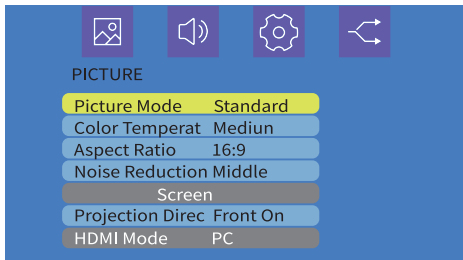 PICTURE
Picture Mode Standard
Color Temperat Mediun
Aspect Ratio 16:9
Noise Reduction Middle
Screen
Projection Direc Front On
HDMI Mode PC